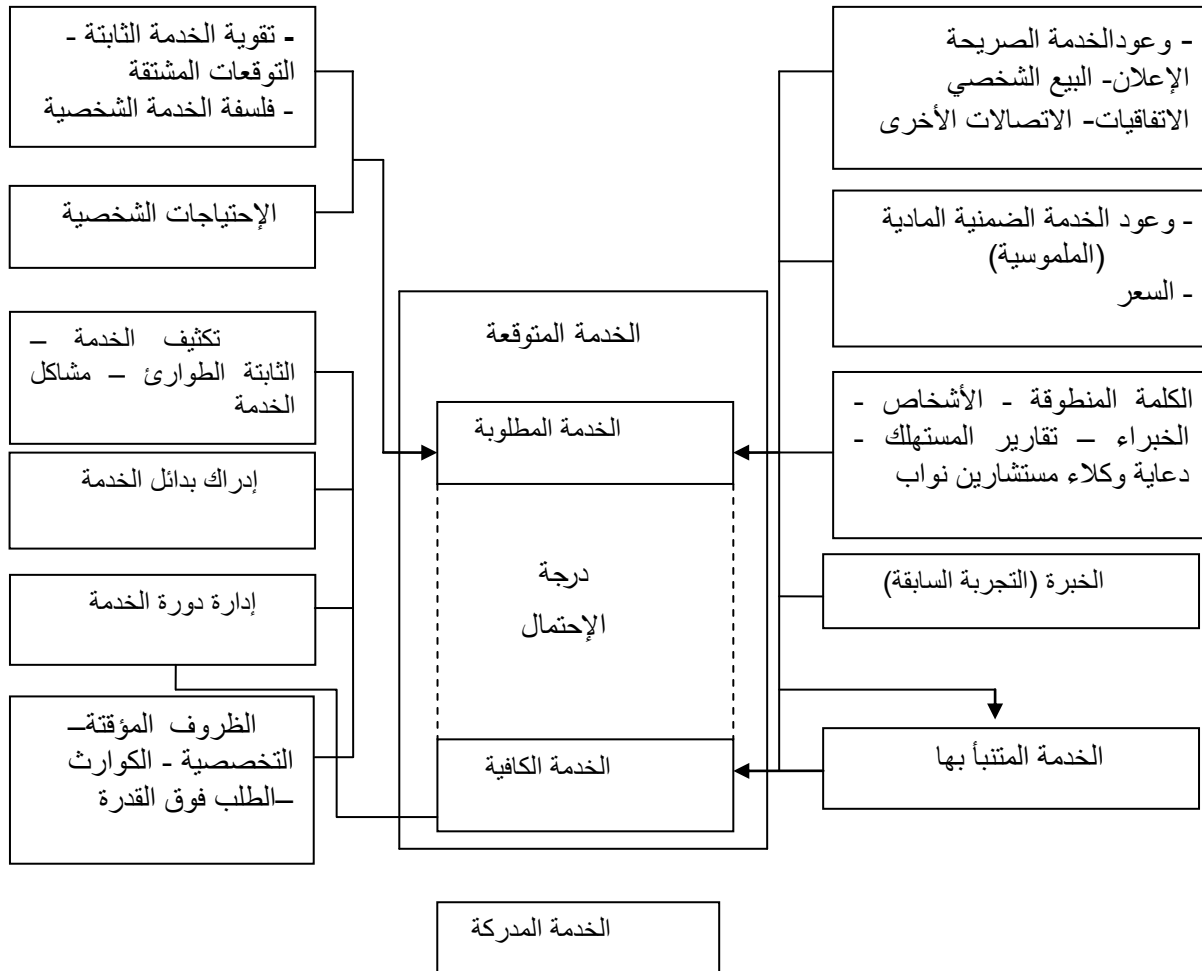 - وعودالخدمة الصريحة
الإعلان- البيع الشخصي
الاتفاقيات- الاتصالات الأخرى
- وعود الخدمة الضمنية المادية
(الملموسية)
- السعر
الكلمة المنطوقة - الأشخاص -
الخبراء – تقارير المستهلك -
دعاية وكلاء مستشارين نواب
الخبرة (التجربة السابقة)
الخدمة المتنبأ بها
الخدمة المتوقعة
الخدمة المطلوبة
درجة
الإحتمال
الخدمة الكافية
الخدمة المدركة
- تقوية الخدمة الثابتة -
التوقعات المشتقة
- فلسفة الخدمة الشخصية
الإحتياجات الشخصية
تكثيف الخدمة –
الثابتة الطوارئ – مشاكل
الخدمة
إدراك بدائل الخدمة
إدارة دورة الخدمة
الظروف المؤقتة–
التخصصية - الكوارث
–الطلب فوق القدرة